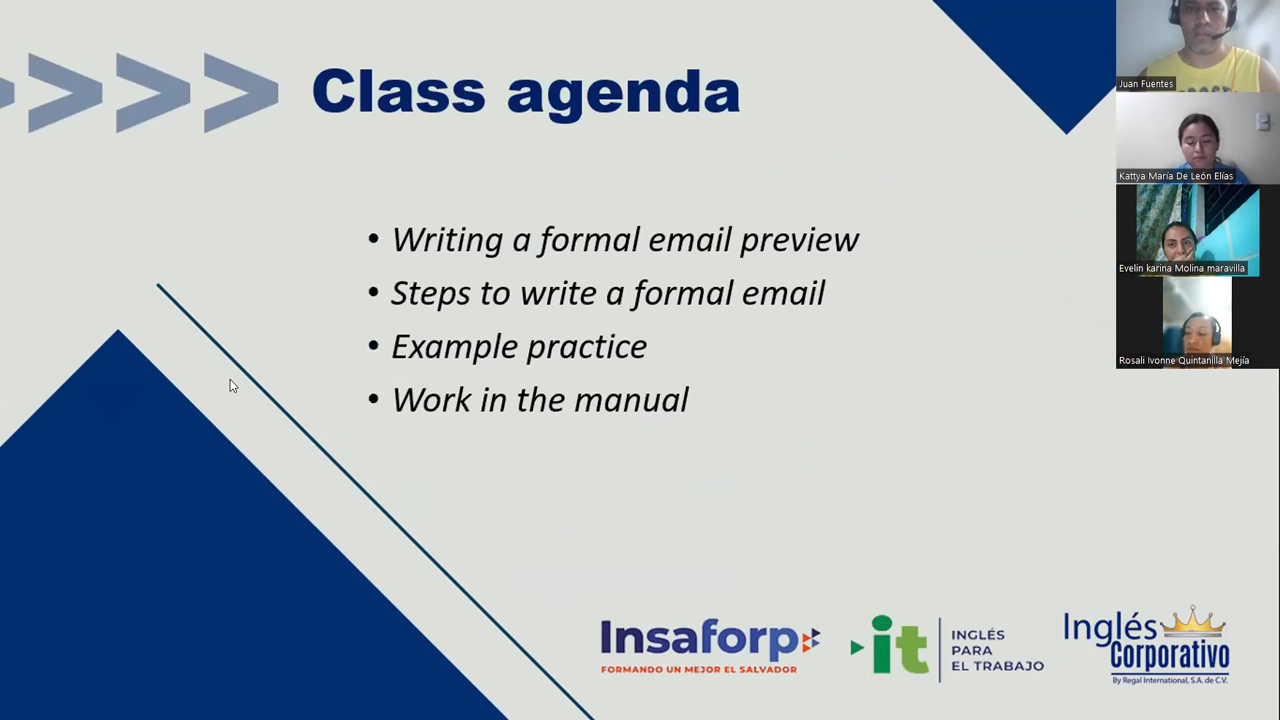 Class agenda
• Writing a formal email preview
• Steps to write a formal email
• Example practice
• Work in the manual
Insaforp
FORMANDO UN MEJOR EL SALVADOR
it
INGLÉS
PARA
EL TRABAJO
Inglés
Corporativo
By Regal International, S.A. de C.V.
Juan Fuentes
Kattya María De León Elías
Evelin karina Molina maravilla
Rosali Ivonne Quintanilla Mejía